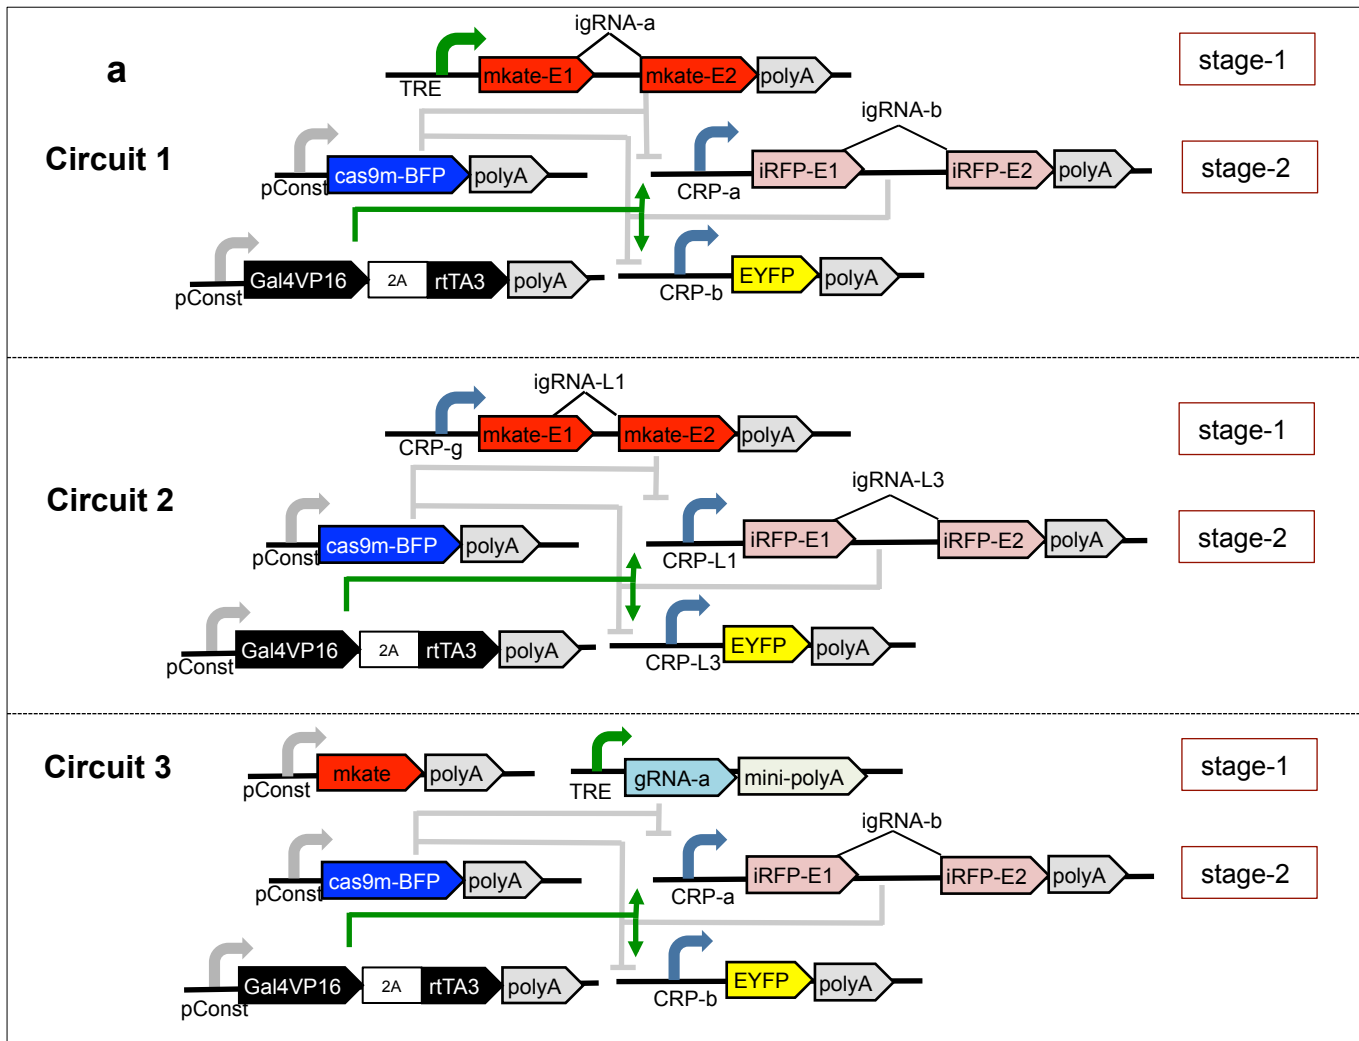 a
igRNA-a
mkate-E1 mkate-E2 polyA
TRE
stage-1
Circuit 1
igRNA-b
cas9m-BFP polyA
pConst
iRFP-E1 iRFP-E2 polyA
CRP-a
stage-2
Gal4VP16 2A rtTA3 polyA
pConst
EYFP polyA
CRP-b
igRNA-L1
mkate-E1 mkate-E2 polyA
CRP-g
stage-1
Circuit 2
igRNA-L3
cas9m-BFP polyA
pConst
iRFP-E1 iRFP-E2 polyA
CRP-L1
stage-2
Gal4VP16 2A rtTA3 polyA
pConst
EYFP polyA
CRP-L3
Circuit 3
mkate polyA
pConst
gRNA-a mini-polyA
TRE
stage-1
igRNA-b
cas9m-BFP polyA
pConst
iRFP-E1 iRFP-E2 polyA
CRP-a
stage-2
Gal4VP16 2A rtTA3 polyA
pConst
EYFP polyA
CRP-b